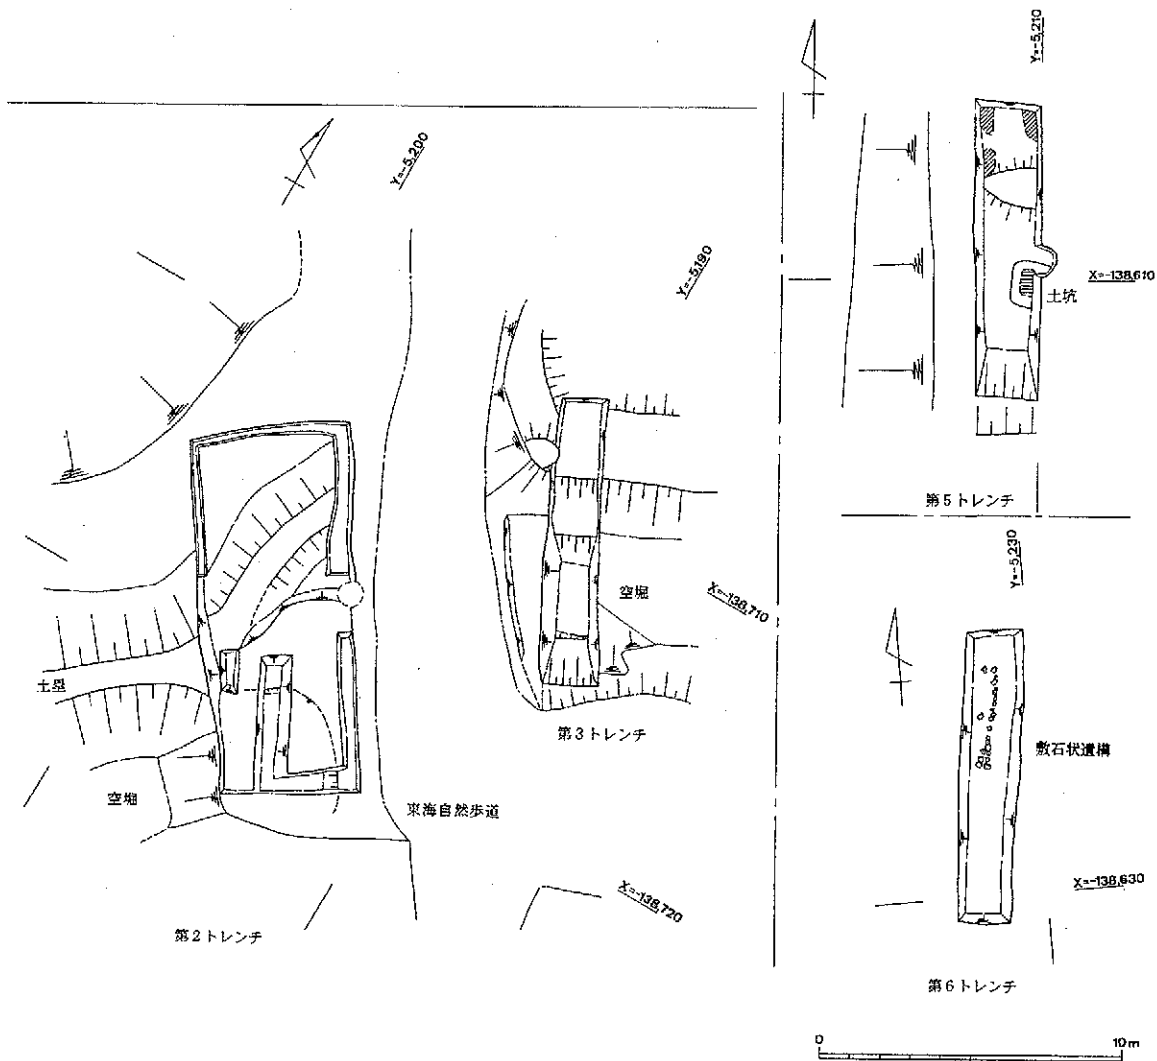 Y=-5,200
Y=-5,190
土塁
空堀
空堀
X=-138,710
第3トレンチ
東海自然歩道
X=-138,720
第2トレンチ
Y=-5,210
X=-138,610
土坑
第5トレンチ
Y=-5,230
敷石状遺構
X=-138,630
第6トレンチ
0
10m